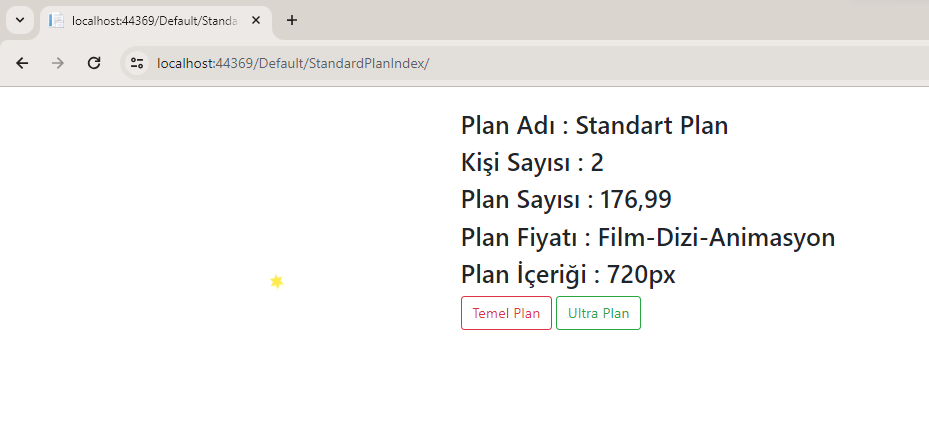 localhost:44369/Default/Standa
localhost:44369/Default/StandardPlanIndex/
Plan Adı : Standart Plan
Kişi Sayısı : 2
Plan Sayısı : 176,99
Plan Fiyatı : Film-Dizi-Animasyon
Plan İçeriği : 720px
Temel Plan Ultra Plan